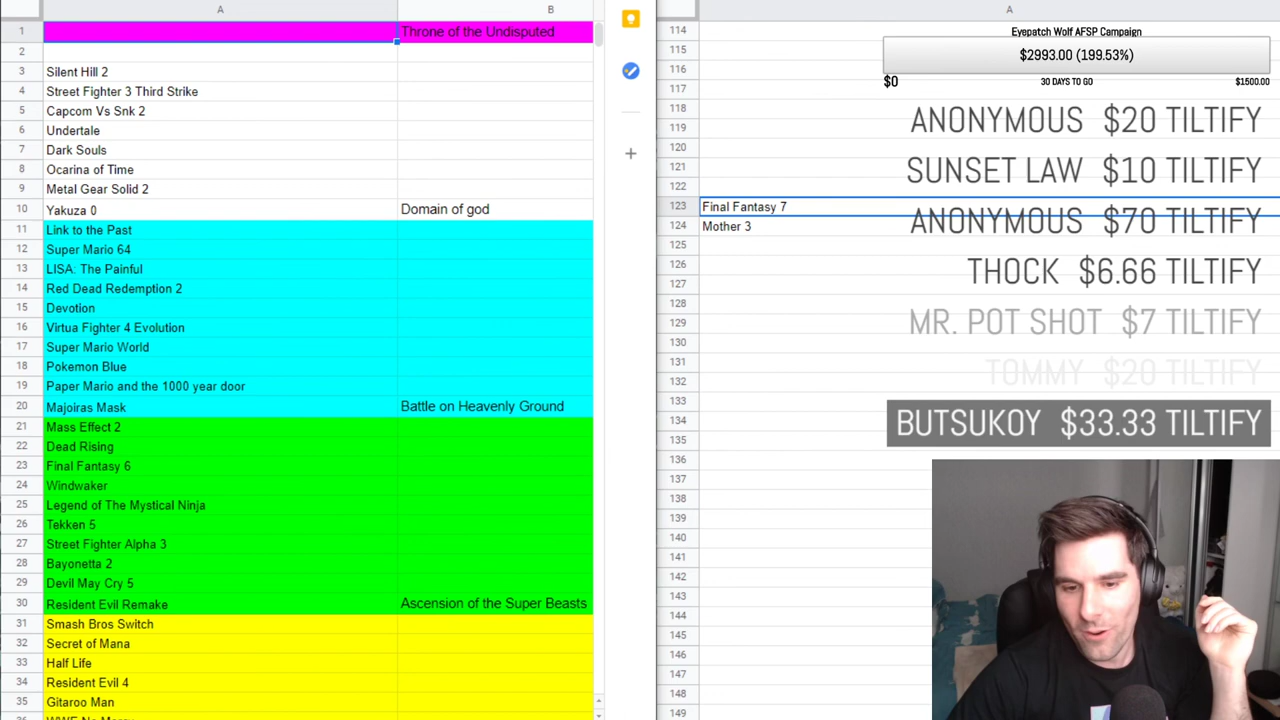 A
B
1 Throne of the Undisputed
2
3 Silent Hill 2
4 Street Fighter 3 Third Strike
5 Capcom Vs Snk 2
6 Undertale
7 Dark Souls
8 Ocarina of Time
9 Metal Gear Solid 2
10 Yakuza 0 Domain of god
11 Link to the Past
12 Super Mario 64
13 LISA: The Painful
14 Red Dead Redemption 2
15 Devotion
16 Virtua Fighter 4 Evolution
17 Super Mario World
18 Pokemon Blue
19 Paper Mario and the 1000 year door
20 Majoiras Mask Battle on Heavenly Ground
21 Mass Effect 2
22 Dead Rising
23 Final Fantasy 6
24 Windwaker
25 Legend of The Mystical Ninja
26 Tekken 5
27 Street Fighter Alpha 3
28 Bayonetta 2
29 Devil May Cry 5
30 Resident Evil Remake Ascension of the Super Beasts
31 Smash Bros Switch
32 Secret of Mana
33 Half Life
34 Resident Evil 4
35 Gitaroo Man
A
114
115
116
117
118
119
120
121
122
123 Final Fantasy 7
124 Mother 3
125
126
127
128
129
130
131
132
133
134
135
136
137
138
139
140
141
142
143
144
145
146
147
148
149
Eyepatch Wolf AFSP Campaign
$2993.00 (199.53%)
$0 30 DAYS TO GO $1500.00
ANONYMOUS $20 TILTIFY
SUNSET LAW $10 TILTIFY
ANONYMOUS $70 TILTIFY
THOCK $6.66 TILTIFY
MR. POT SHOT $7 TILTIFY
TOMMY $20 TILTIFY
BUTSUKOY $33.33 TILTIFY